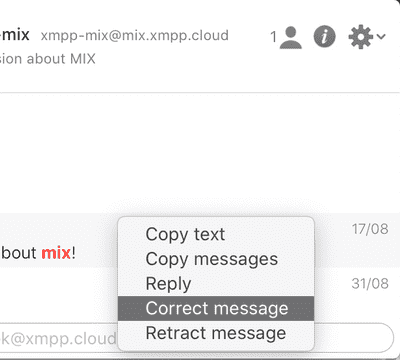 -mix xmpp-mix@mix.xmpp.cloud 1
sion about MIX
17/08
bout mix!
31/08
Copy text
Copy messages
Reply
Correct message
Retract message
k@xmpp.cloud